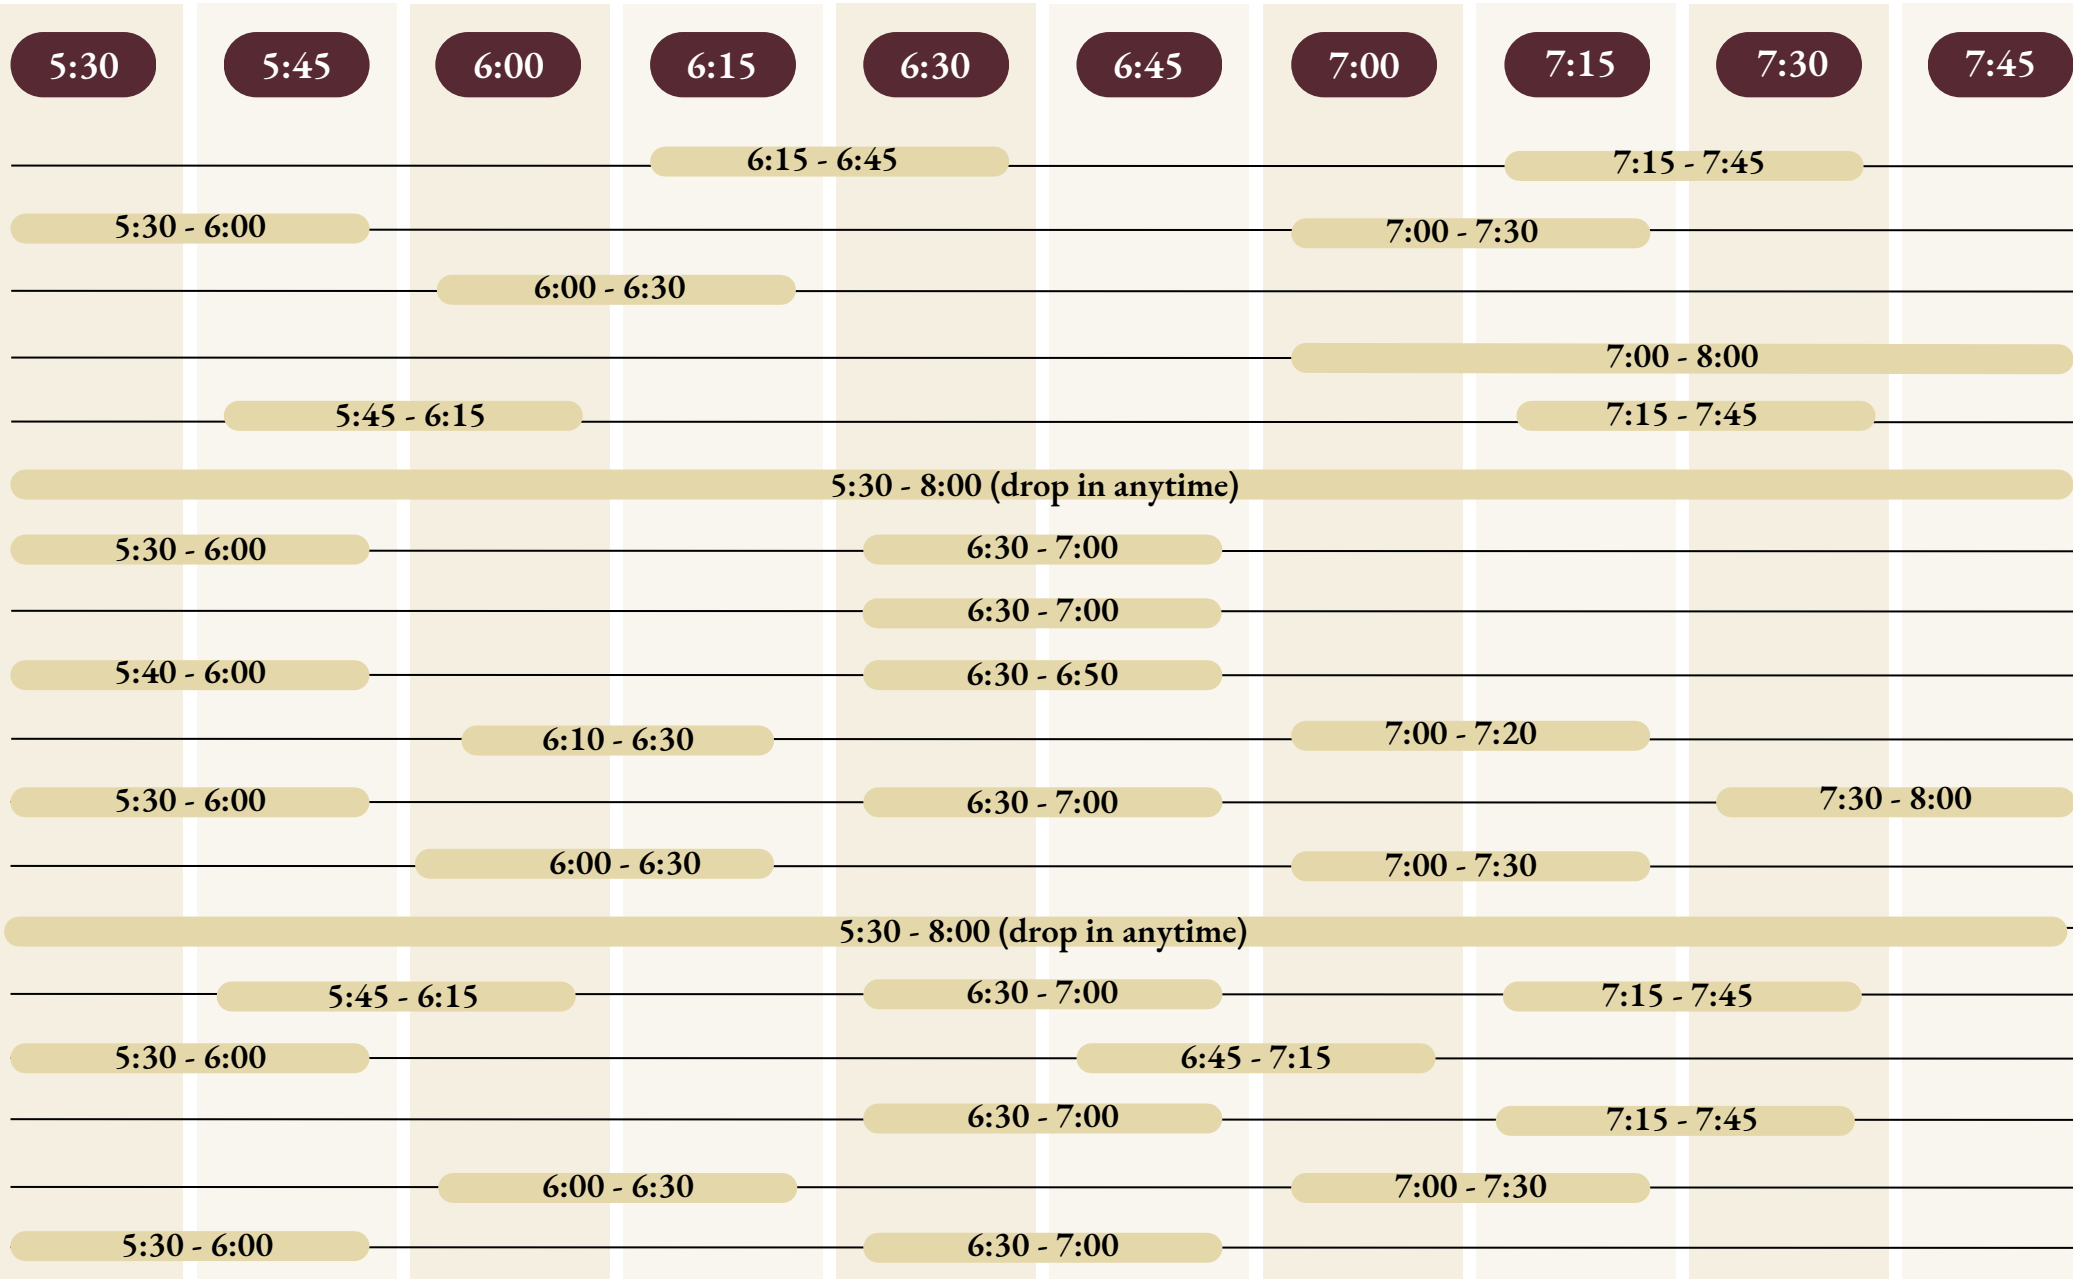 5:30 5:45 6:00 6:15 6:30 6:45 7:00 7:15 7:30 7:45
6:15 - 6:45 7:15 - 7:45
5:30 - 6:00 7:00 - 7:30
6:00 - 6:30
7:00 - 8:00
5:45 - 6:15 7:15 - 7:45
5:30 - 8:00 (drop in anytime)
5:30 - 6:00 6:30 - 7:00
6:30 - 7:00
5:40 - 6:00 6:30 - 6:50
6:10 - 6:30 7:00 - 7:20
5:30 - 6:00 6:30 - 7:00 7:30 - 8:00
6:00 - 6:30 7:00 - 7:30
5:30 - 8:00 (drop in anytime)
5:45 - 6:15 6:30 - 7:00 7:15 - 7:45
5:30 - 6:00 6:45 - 7:15
6:30 - 7:00 7:15 - 7:45
6:00 - 6:30 7:00 - 7:30
5:30 - 6:00 6:30 - 7:00